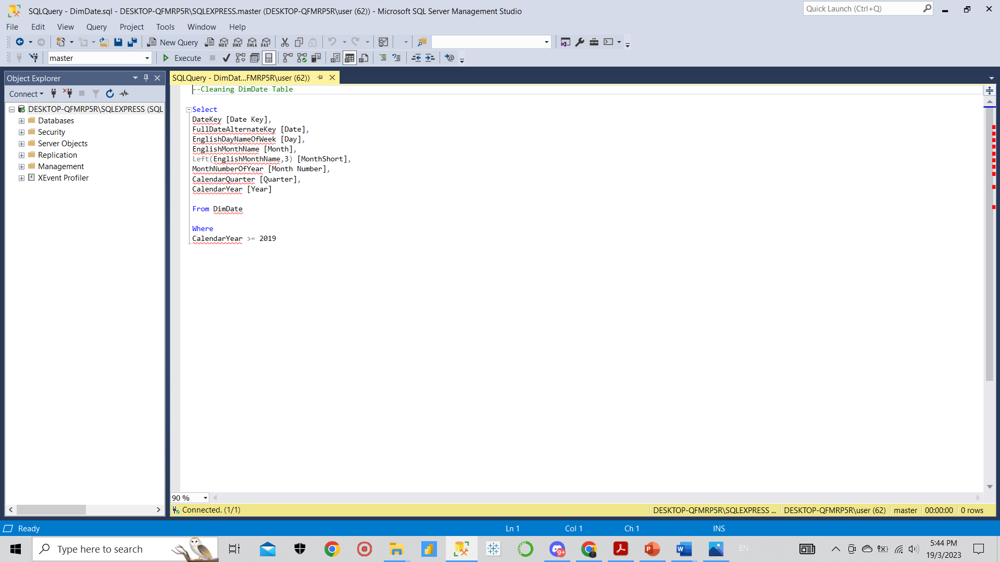 SQLQuery - DimDate.sql - DESKTOP-QFMRP5R\SQLEXPRESS.master (DESKTOP-QFMRP5R\user (62)) - Microsoft SQL Server Management Studio
Quick Launch (Ctrl+Q)
File Edit View Query Project Tools Window Help
New Query MDX DMX XMLA DAX
master Execute
Object Explorer
SQLQuery - DimDat...FMRP5R\user (62))
Connect
DESKTOP-QFMRP5R\SQLEXPRESS (SQL
Databases
Security
Server Objects
Replication
Management
XEvent Profiler
--Cleaning DimDate Table
Select
DateKey [Date Key],
FullDateAlternateKey [Date],
EnglishDayNameOfWeek [Day],
EnglishMonthName [Month],
Left(EnglishMonthName,3) [MonthShort],
MonthNumberOfYear [Month Number],
CalendarQuarter [Quarter],
CalendarYear [Year]
From DimDate
Where
CalendarYear >= 2019
90 %
Connected. (1/1)
DESKTOP-QFMRP5R\SQLEXPRESS ... DESKTOP-QFMRP5R\user (62) master 00:00:00 0 rows
Ready
Ln 1 Col 1 Ch 1 INS
Type here to search
9+
EN
5:44 PM
19/3/2023